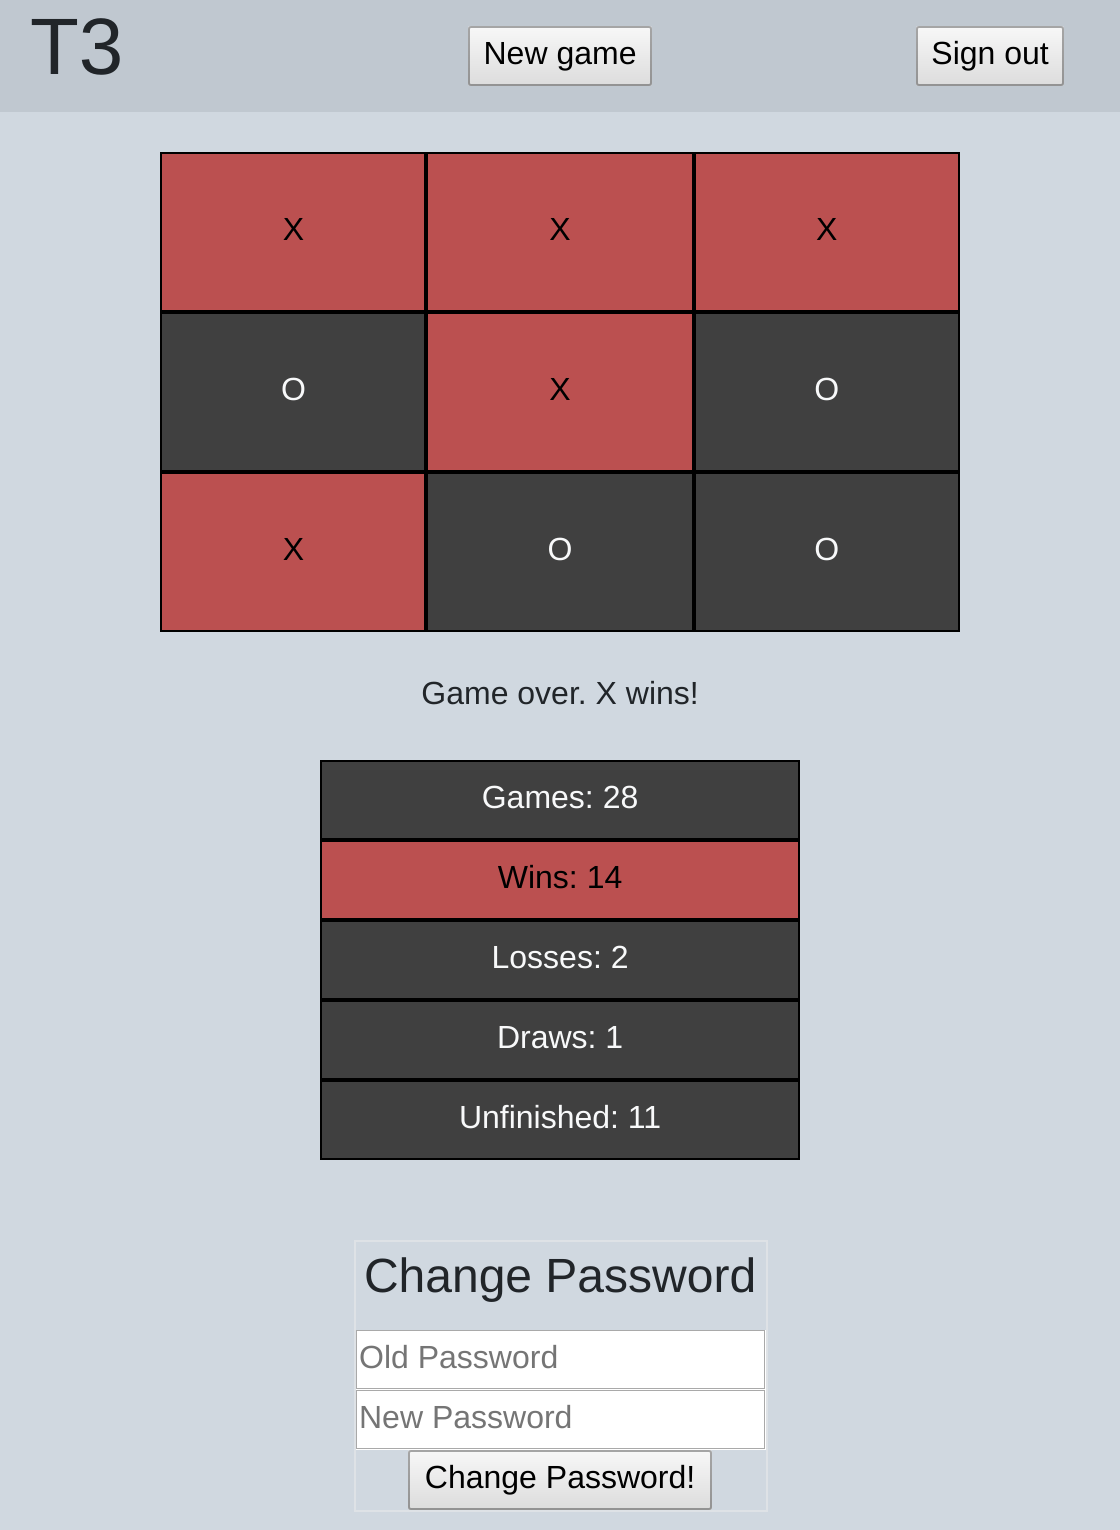 T3 New game Sign out
X X X
O X O
X O O
Game over. X wins!
Games: 28
Wins: 14
Losses: 2
Draws: 1
Unfinished: 11
Change Password
Old Password
New Password
Change Password!